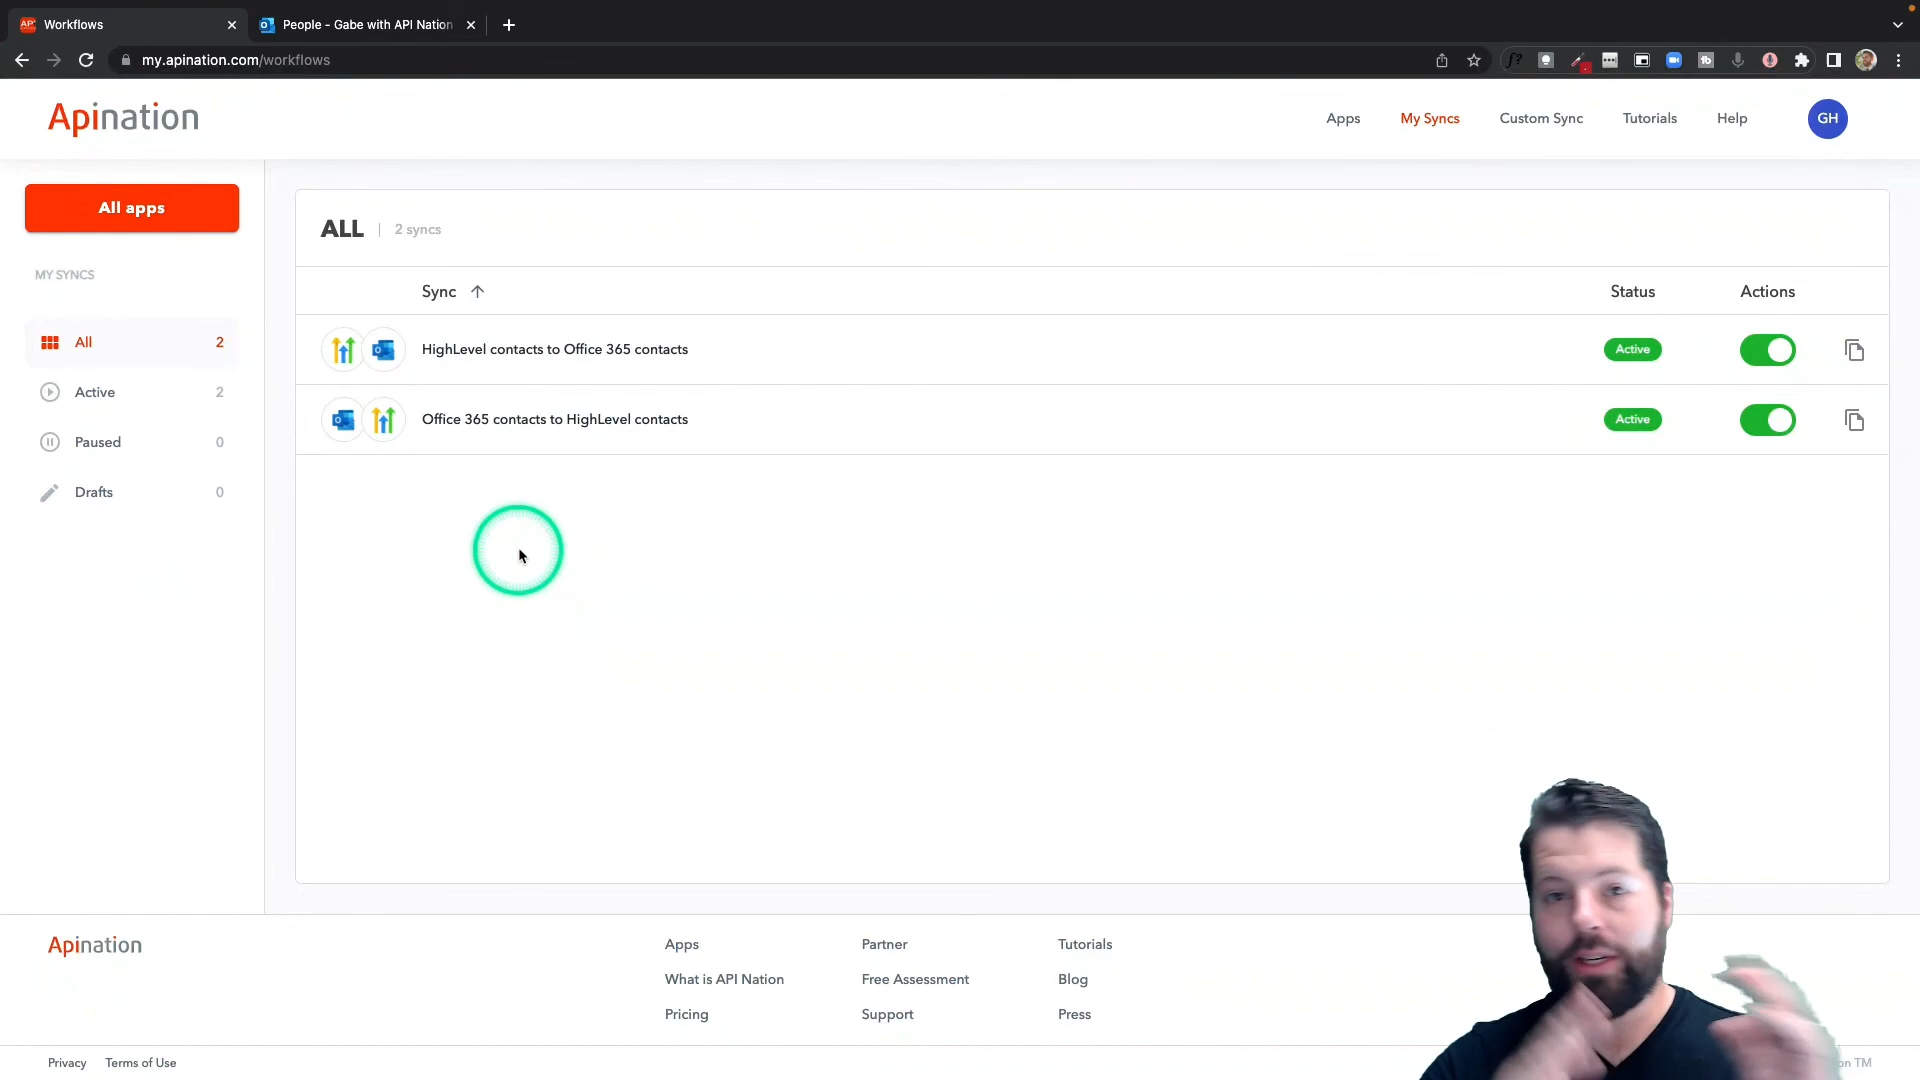 Workflows
People - Gabe with API Nation
my.apination.com/workflows
Apination
Apps
My Syncs
Custom Sync
Tutorials
Help
GH
All apps
MY SYNCS
All 2
Active 2
Paused 0
Drafts 0
ALL | 2 syncs
Sync
Status
Actions
HighLevel contacts to Office 365 contacts
Active
Office 365 contacts to HighLevel contacts
Active
Apination
Apps
What is API Nation
Pricing
Partner
Free Assessment
Support
Tutorials
Blog
Press
Privacy
Terms of Use
on TM